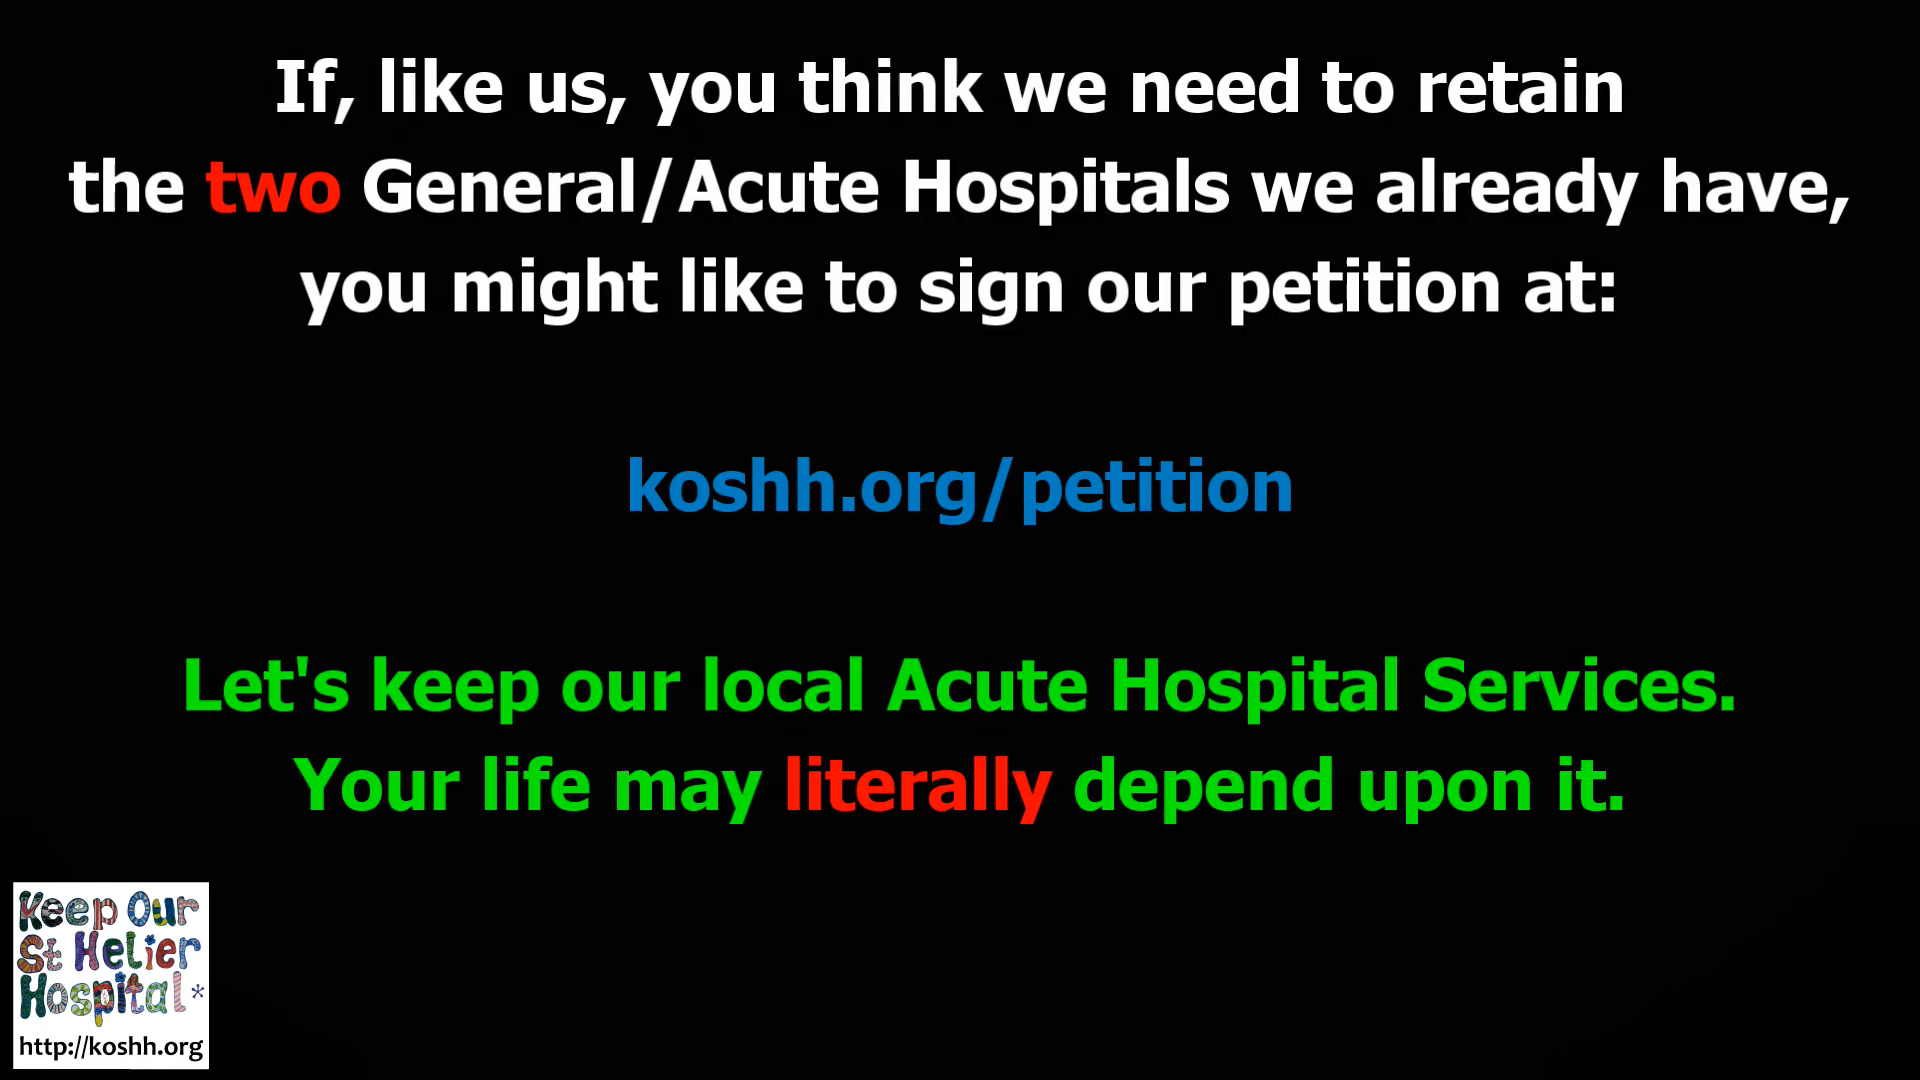 If, like us, you think we need to retain
the two General/Acute Hospitals we already have,
you might like to sign our petition at:
koshh.org/petition
Let's keep our local Acute Hospital Services.
Your life may literally depend upon it.
Keep Our
St Helier
Hospital*
http://koshh.org